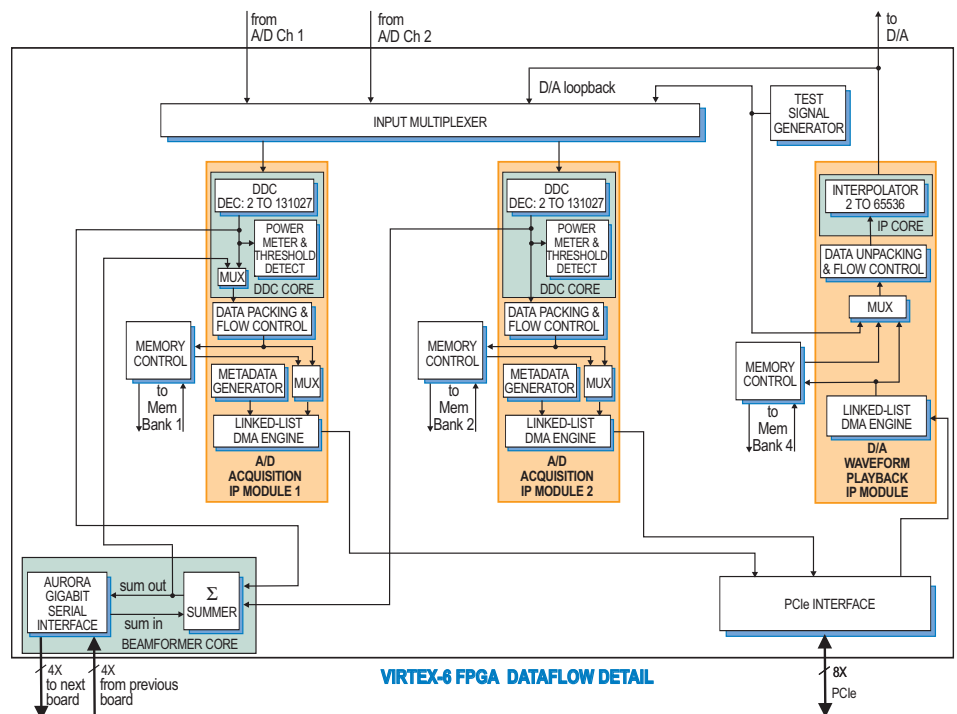 from
A/D Ch 1
from
A/D Ch 2
to
D/A
D/A loopback
INPUT MULTIPLEXER
TEST
SIGNAL
GENERATOR
DDC
DEC: 2 TO 131027
POWER
METER &
THRESHOLD
DETECT
MUX
DDC CORE
DATA PACKING &
FLOW CONTROL
MEMORY
CONTROL
METADATA
GENERATOR
MUX
to
Mem
Bank 1
LINKED-LIST
DMA ENGINE
A/D
ACQUISITION
IP MODULE 1
DDC
DEC: 2 TO 131027
POWER
METER &
THRESHOLD
DETECT
DDC CORE
DATA PACKING &
FLOW CONTROL
MEMORY
CONTROL
METADATA
GENERATOR
MUX
to
Mem
Bank 2
LINKED-LIST
DMA ENGINE
A/D
ACQUISITION
IP MODULE 2
INTERPOLATOR
2 TO 65536
IP CORE
DATA UNPACKING
& FLOW CONTROL
MUX
MEMORY
CONTROL
to
Mem
Bank 4
LINKED-LIST
DMA ENGINE
D/A
WAVEFORM
PLAYBACK
IP MODULE
AURORA
GIGABIT
SERIAL
INTERFACE
sum out
sum in
Σ
SUMMER
BEAMFORMER CORE
PCIe INTERFACE
4X
to next
board
4X
from previous
board
VIRTEX-6 FPGA DATAFLOW DETAIL
8X
PCIe